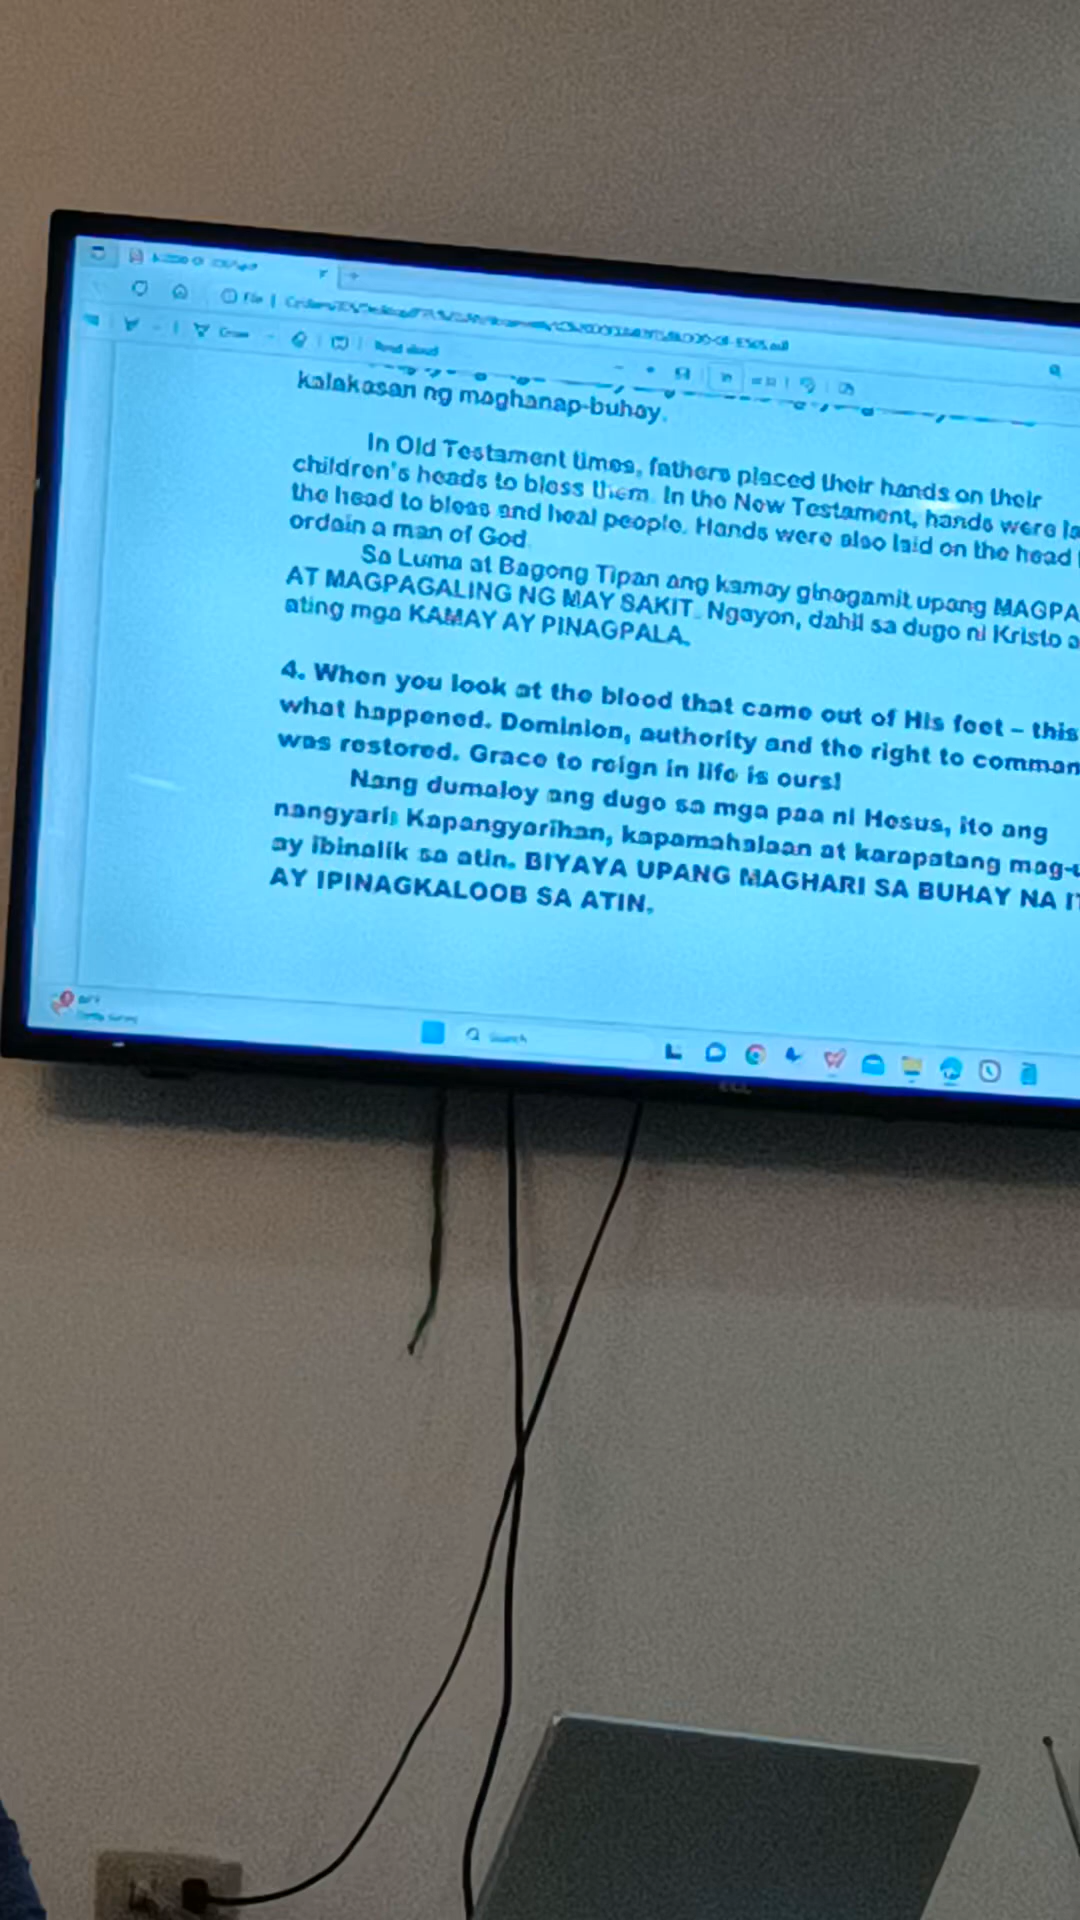 Read aloud
kalakasan ng maghanap-buhay.
In Old Testament times, fathers placed their hands on their
children's heads to bless them. In the New Testament, hands were
the head to bless and heal people. Hands were also laid on the head
ordain a man of God
Sa Luma at Bagong Tipan ang kamay ginagamit upang
AT MAGPAGALING NG MAY SAKIT. Ngayon, dahil sa dugo ni Kristo
ating mga KAMAY AY PINAGPALA.
4. When you look at the blood that came out of His feet – this
what happened. Dominion, authority and the right to
was restored. Grace to reign in life is ours!
Nang dumaloy ang dugo sa mga paa ni Hesus, ito ang
nangyari: Kapangyarihan, kapamahalaan at karapatang
ay ibinalik sa atin. BIYAYA UPANG MAGHARI SA BUHAY NA
AY IPINAGKALOOB SA ATIN.
Search